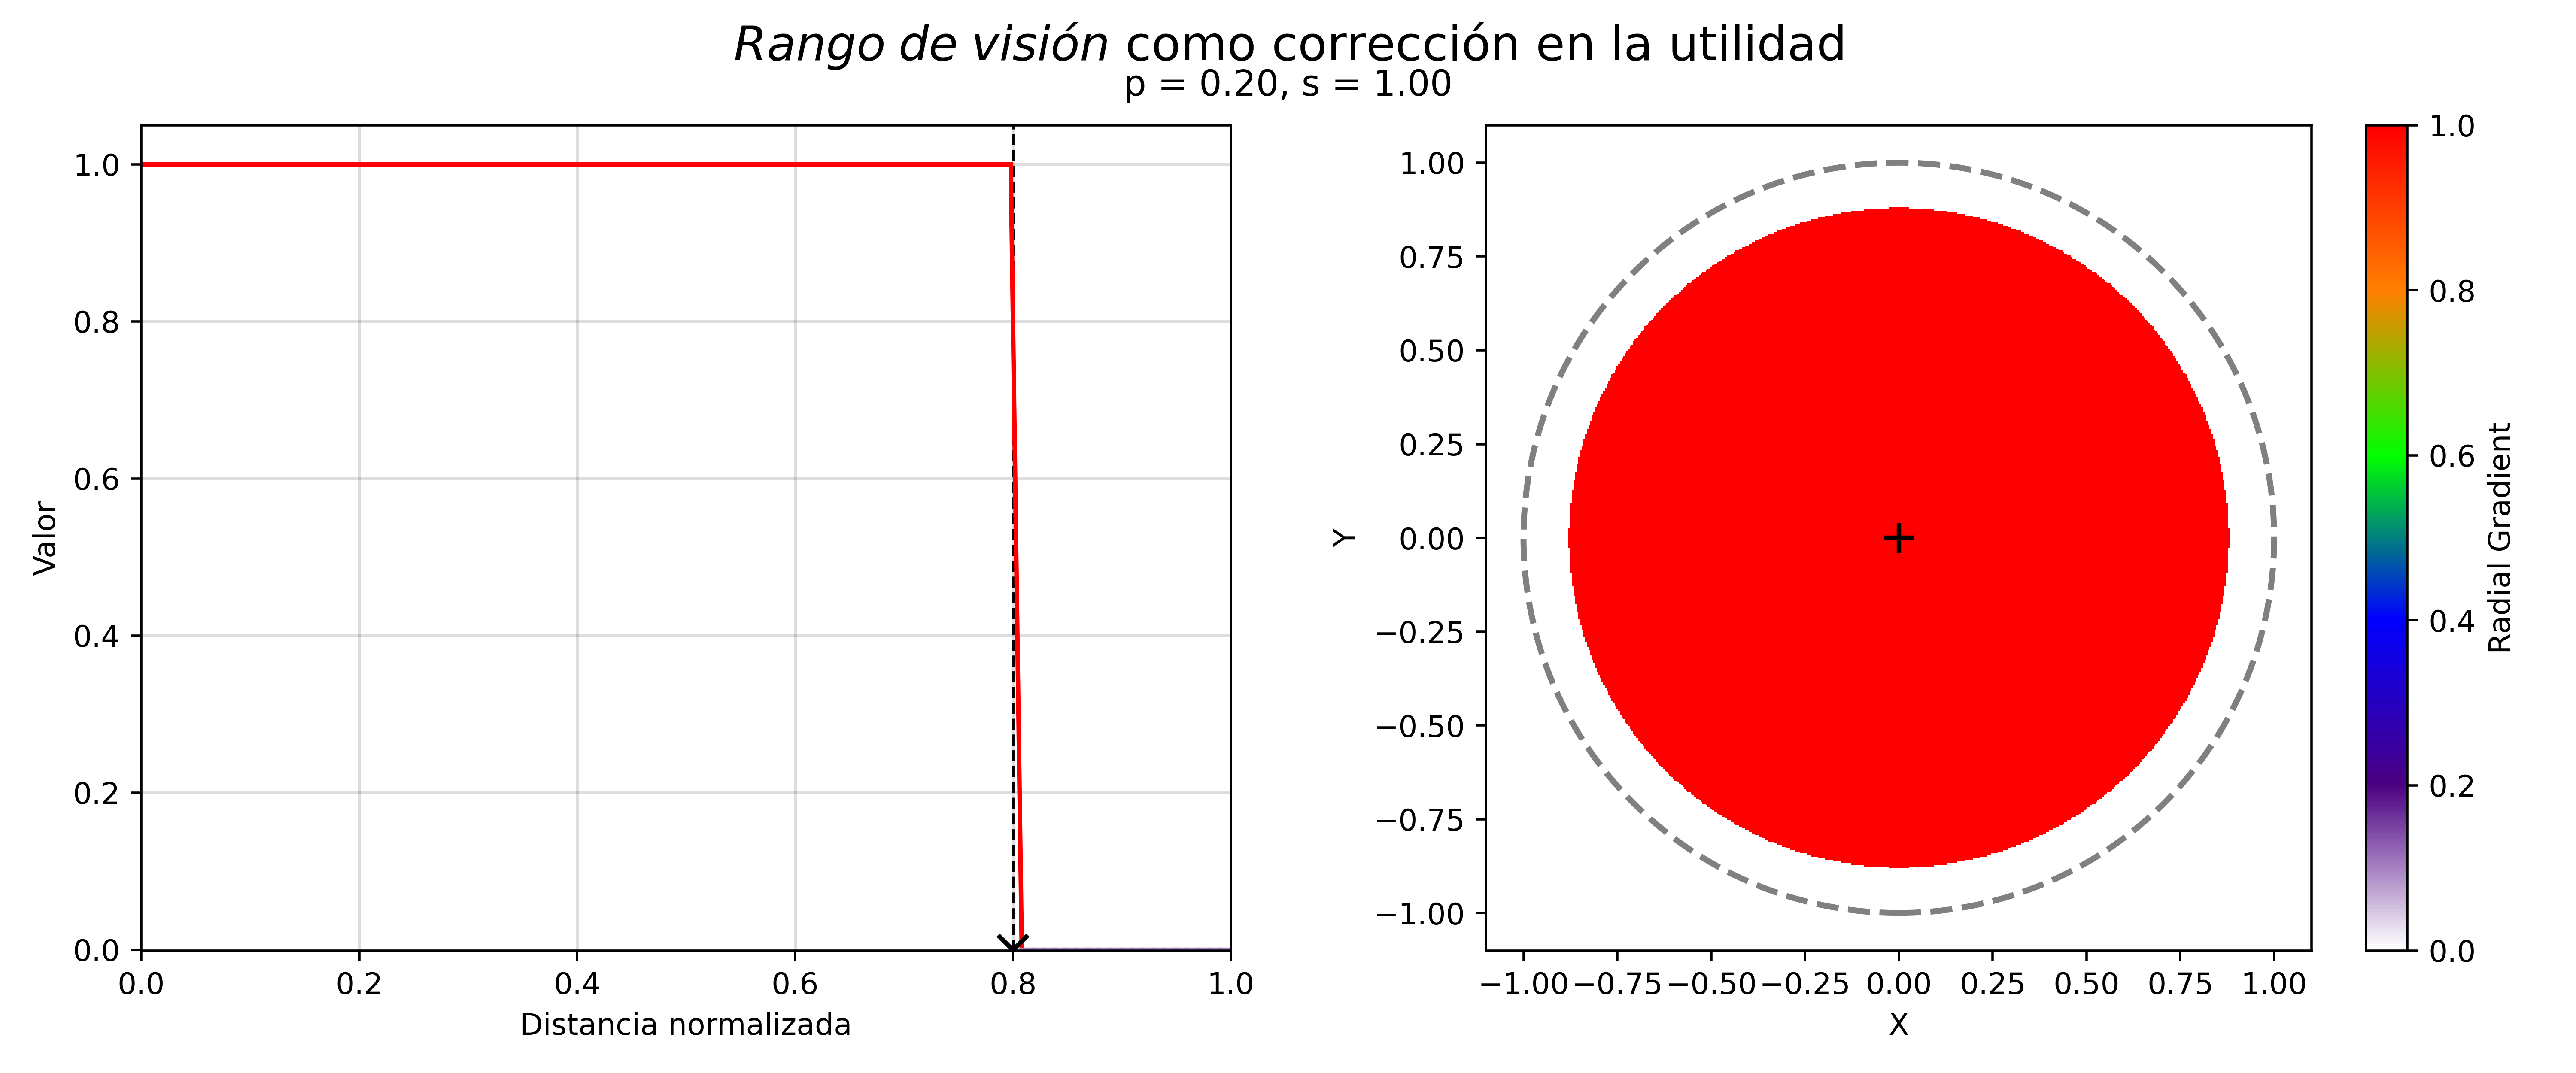 Rango de visión como corrección en la utilidad
p = 0.20, s = 1.00
Valor
1.0
0.8
0.6
0.4
0.2
0.0
0.0 0.2 0.4 0.6 0.8 1.0
Distancia normalizada
Y
1.00
0.75
0.50
0.25
0.00
−0.25
−0.50
−0.75
−1.00
−1.00 −0.75 −0.50 −0.25 0.00 0.25 0.50 0.75 1.00
X
1.0
0.8
0.6
0.4
0.2
0.0
Radial Gradient